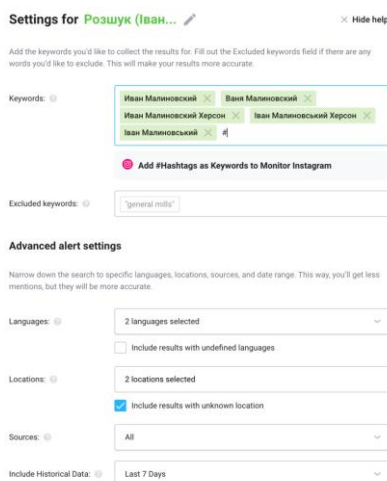 Settings for Розшук (Іван...
Hide help
Add the keywords you'd like to collect the results for. Fill out the Excluded keywords field if there are any
words you'd like to exclude. This will make your results more accurate.
Keywords:
Иван Малиновский Ваня Малиновский
Иван Малиновский Херсон Іван Малиновський Херсон
Іван Малиновський #
Add #Hashtags as Keywords to Monitor Instagram
Excluded keywords: "general mills"
Advanced alert settings
Narrow down the search to specific languages, locations, sources, and date range. This way, you'll get less
mentions, but they will be more accurate.
Languages: 2 languages selected
Include results with undefined languages
Locations: 2 locations selected
Include results with unknown location
Sources: All
Include Historical Data: Last 7 Days